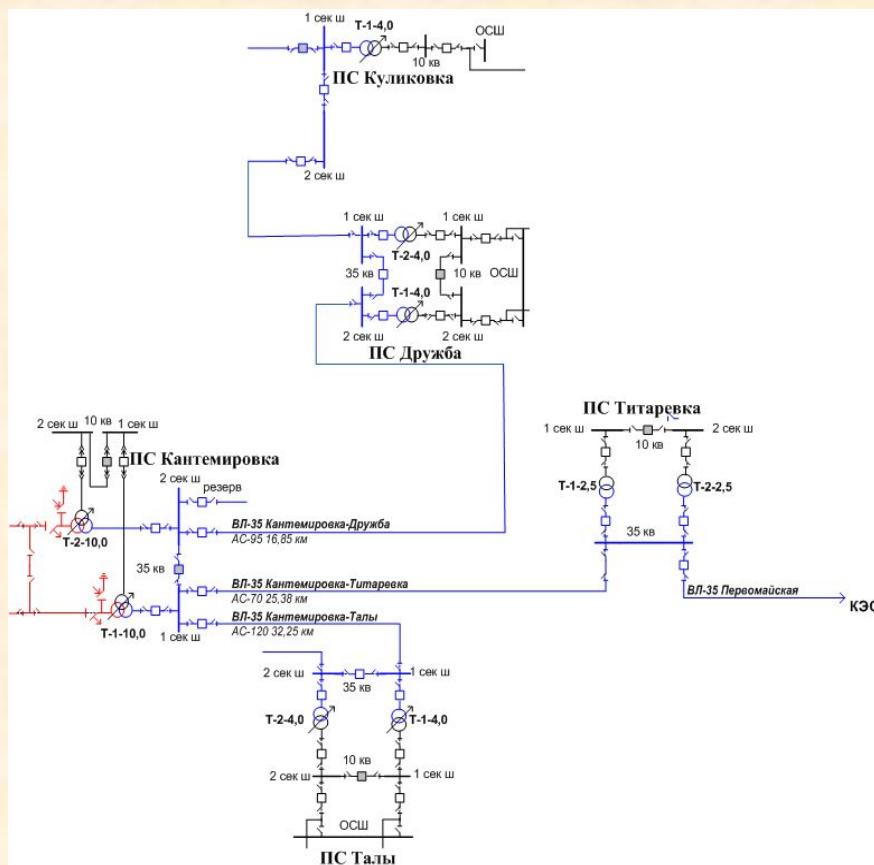 1 сек ш
Т-1-4,0
ОСШ
10 кв
ПС Куликовка
2 сек ш
1 сек ш
1 сек ш
Т-2-4,0
35 кв
10 кв
ОСШ
Т-1-4,0
2 сек ш
2 сек ш
ПС Дружба
ПС Титаревка
1 сек ш
10 кв
2 сек ш
Т-1-2,5
Т-2-2,5
35 кв
ВЛ-35 Первомайская
КЭС
2 сек ш
10 кв
1 сек ш
ПС Кантемировка
2 сек ш
резерв
Т-2-10,0
ВЛ-35 Кантемировка-Дружба
АС-95 16,85 км
35 кв
ВЛ-35 Кантемировка-Титаревка
АС-70 25,38 км
Т-1-10,0
ВЛ-35 Кантемировка-Талы
АС-120 32,25 км
1 сек ш
2 сек ш
35 кв
1 сек ш
Т-2-4,0
Т-1-4,0
10 кв
2 сек ш
1 сек ш
ОСШ
ПС Талы